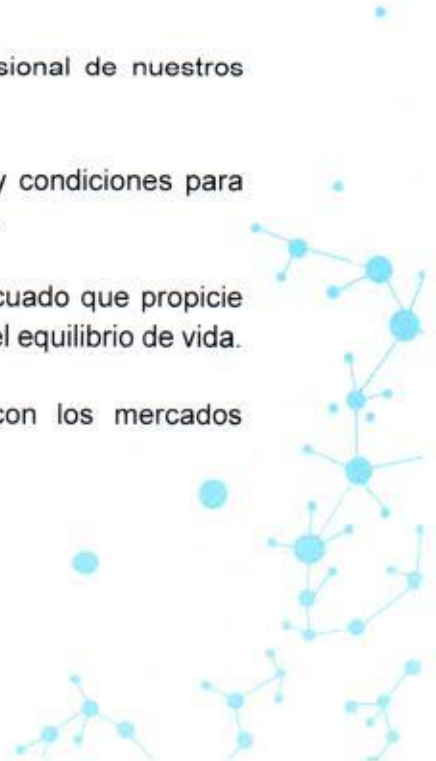 sional de nuestros
y condiciones para
cuado que propicie
el equilibrio de vida.
con los mercados